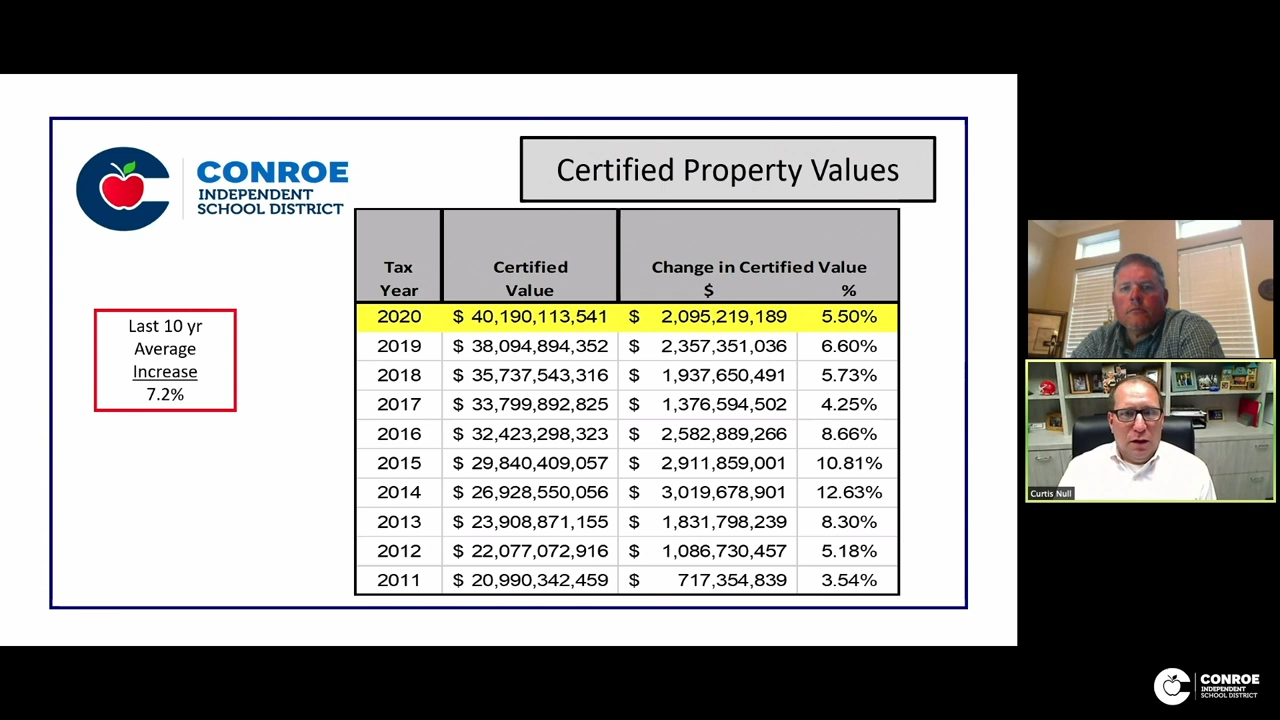 CONROE
INDEPENDENT
SCHOOL DISTRICT
Certified Property Values
Last 10 yr
Average
Increase
7.2%
Tax Year Certified Value Change in Certified Value
$ %
2020 $ 40,190,113,541 $ 2,095,219,189 5.50%
2019 $ 38,094,894,352 $ 2,357,351,036 6.60%
2018 $ 35,737,543,316 $ 1,937,650,491 5.73%
2017 $ 33,799,892,825 $ 1,376,594,502 4.25%
2016 $ 32,423,298,323 $ 2,582,889,266 8.66%
2015 $ 29,840,409,057 $ 2,911,859,001 10.81%
2014 $ 26,928,550,056 $ 3,019,678,901 12.63%
2013 $ 23,908,871,155 $ 1,831,798,239 8.30%
2012 $ 22,077,072,916 $ 1,086,730,457 5.18%
2011 $ 20,990,342,459 $ 717,354,839 3.54%
Curtis Null
CONROE
INDEPENDENT
SCHOOL DISTRICT